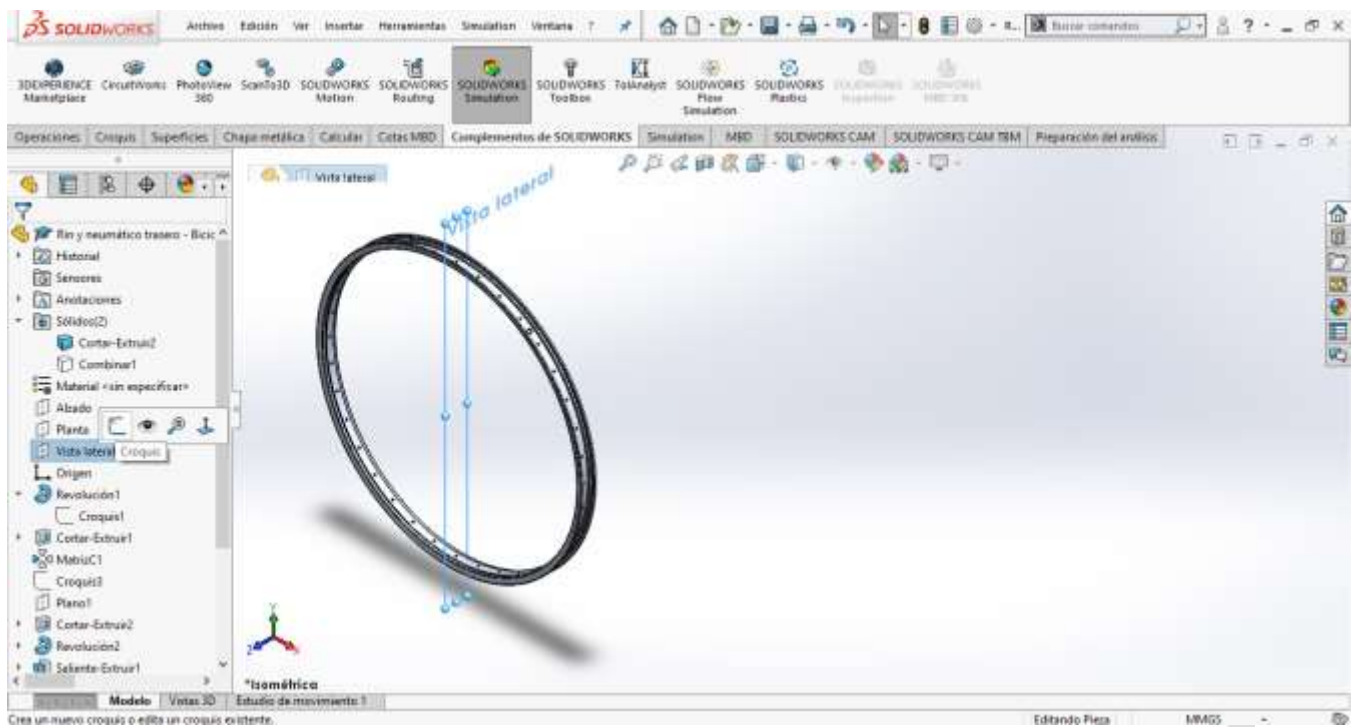 SOLIDWORKS
Archivo Edición Ver Insertar Herramientas Simulation Ventana ?
Buscar comandos
3DEXPERIENCE Marketplace
CircuitWorks
PhotoView 360
ScanTo3D
SOLIDWORKS Motion
SOLIDWORKS Routing
SOLIDWORKS Simulation
SOLIDWORKS Toolbox
TolAnalyst
SOLIDWORKS Flow Simulation
SOLIDWORKS Plastics
Operaciones Croquis Superficies Chapa metálica Calcular Cotas MBD Complementos de SOLIDWORKS Simulation MBD SOLIDWORKS CAM SOLIDWORKS CAM TBM Preparación del análisis
Vista lateral
Vista lateral
Rin y neumático trasero - Bicic
Historial
Sensores
Anotaciones
Sólidos(2)
Cortar-Extruir2
Combinar1
Material <sin especificar>
Alzado
Planta
Vista lateral
Croquis
Origen
Revolución1
Croquis1
Cortar-Extruir1
MatrizC1
Croquis3
Plano1
Cortar-Extruir2
Revolución2
Saliente-Extruir1
Y
Z
X
*Isométrica
Modelo Vistas 3D Estudio de movimiento 1
Crea un nuevo croquis o edita un croquis existente.
Editando Pieza
MMGS